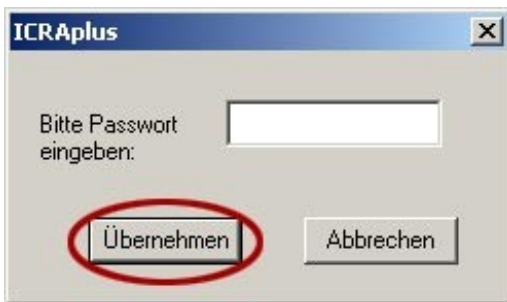 ICRAplus
Bitte Passwort
eingeben:
Übernehmen
Abbrechen